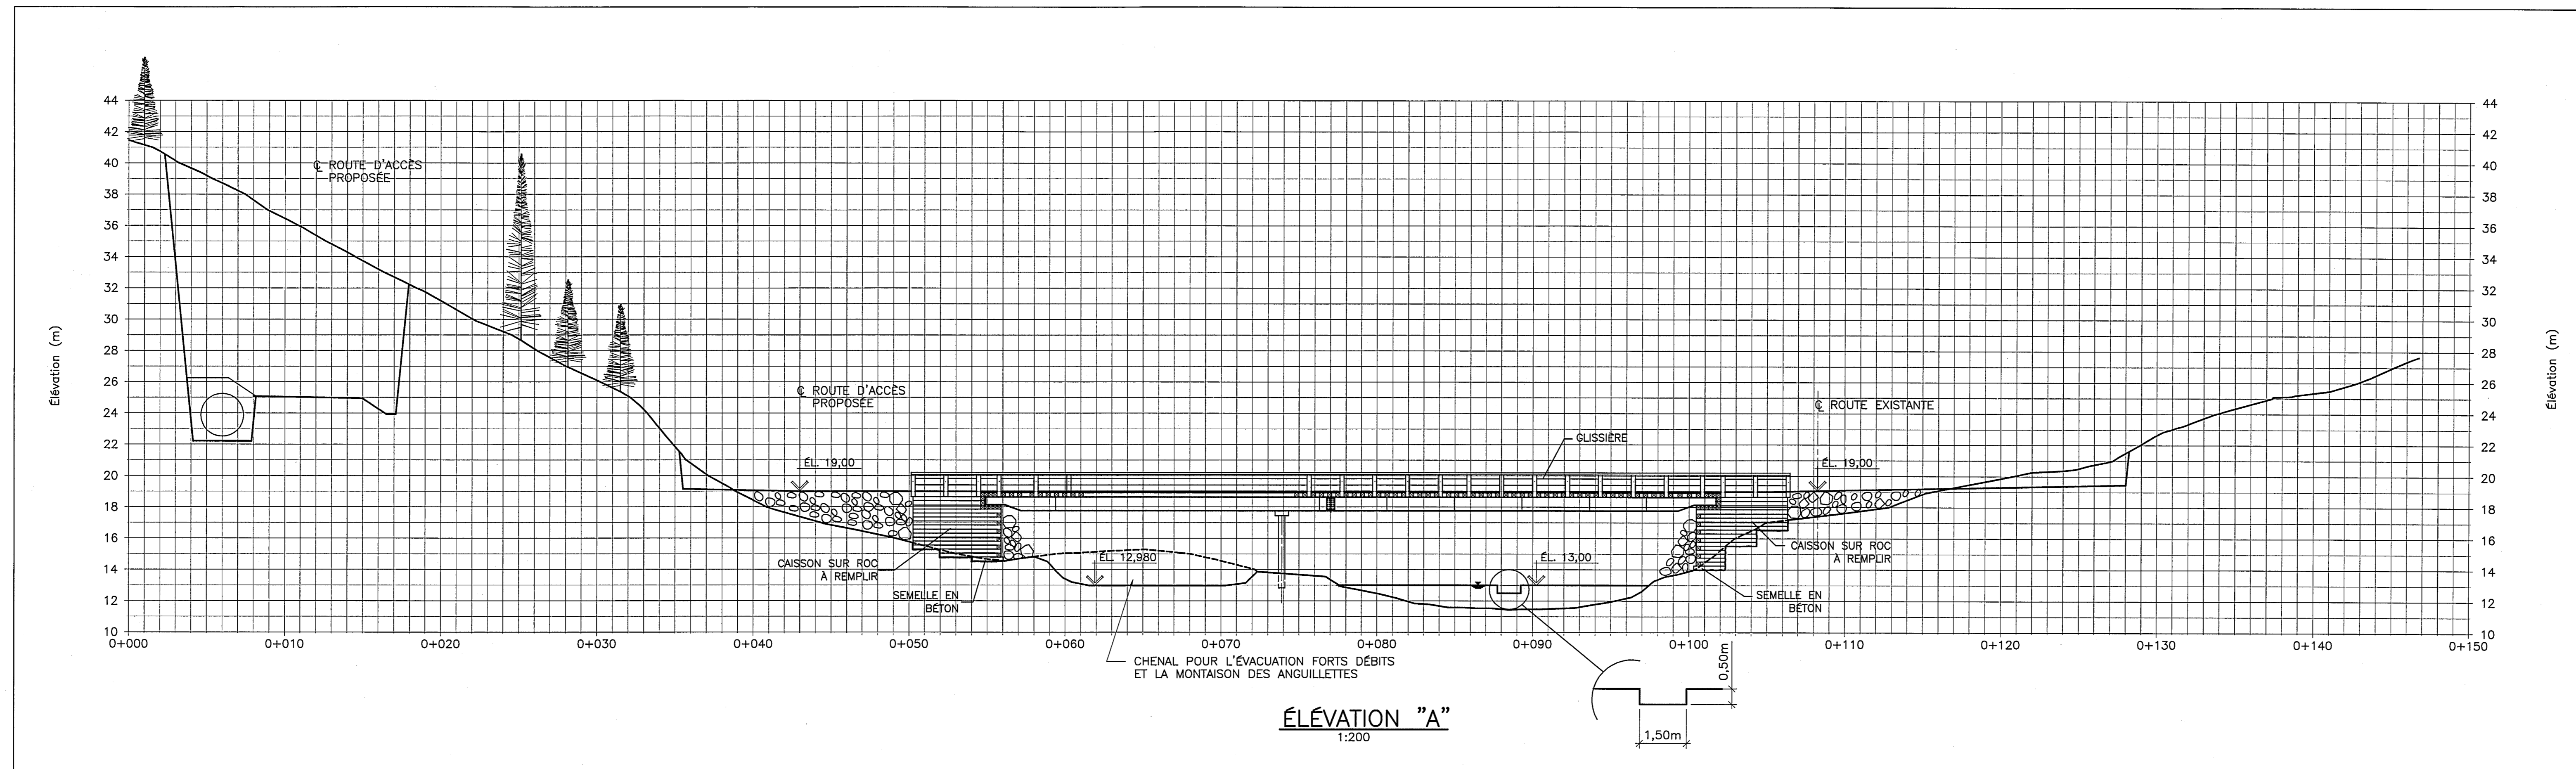 44
42
40
38
36
34
32
30
28
26
24
22
20
18
16
14
12
10
Élévation (m)
℄ ROUTE D'ACCÈS
PROPOSÉE
℄ ROUTE D'ACCÈS
PROPOSÉE
ÉL. 19,00
GLISSIÈRE
℄ ROUTE EXISTANTE
ÉL. 19,00
CAISSON SUR ROC
À REMPLIR
SEMELLE EN
BÉTON
ÉL. 12,980
ÉL. 13,00
CAISSON SUR ROC
À REMPLIR
SEMELLE EN
BÉTON
44
42
40
38
36
34
32
30
28
26
24
22
20
18
16
14
12
10
Élévation (m)
0+000 0+010 0+020 0+030 0+040 0+050 0+060 0+070 0+080 0+090 0+100 0+110 0+120 0+130 0+140 0+150
CHENAL POUR L'ÉVACUATION FORTS DÉBITS
ET LA MONTAISON DES ANGUILLETTES
0,50m
1,50m
ÉLÉVATION "A"
1:200